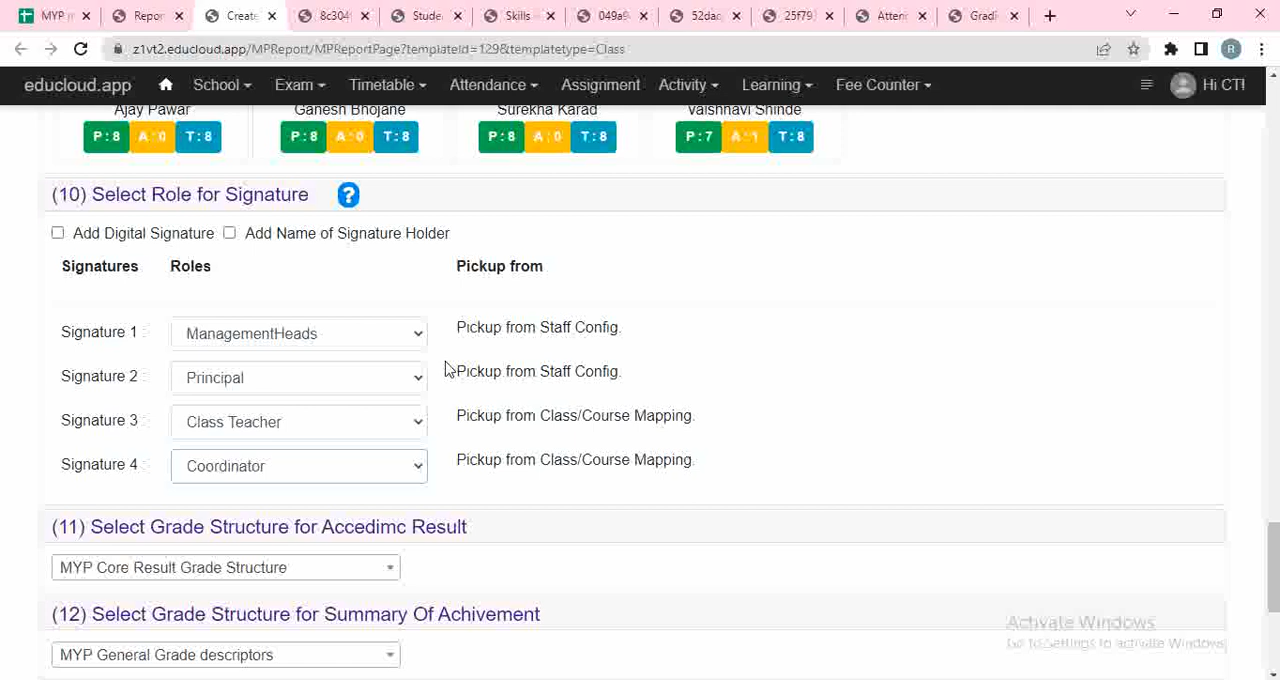 MYP m
Repor
Create
8c304
Stude
Skills -
049a9
52dac
25f79
Atten
Gradi
z1vt2.educloud.app/MPReport/MPReportPage?templateId=129&templatetype=Class
R
educloud.app School Exam Timetable Attendance Assignment Activity Learning Fee Counter Hi CT!
Ajay Pawar Ganesh Bhojane Surekha Karad Vaishnavi Shinde
P:8 A:0 T:8 P:8 A:0 T:8 P:8 A:0 T:8 P:7 A:1 T:8
(10) Select Role for Signature ?
Add Digital Signature Add Name of Signature Holder
Signatures Roles Pickup from
Signature 1 : ManagementHeads Pickup from Staff Config.
Signature 2 : Principal Pickup from Staff Config.
Signature 3 : Class Teacher Pickup from Class/Course Mapping.
Signature 4 : Coordinator Pickup from Class/Course Mapping.
(11) Select Grade Structure for Accedimc Result
MYP Core Result Grade Structure
(12) Select Grade Structure for Summary Of Achivement
MYP General Grade descriptors
Activate Windows
Go to Settings to activate Windows.